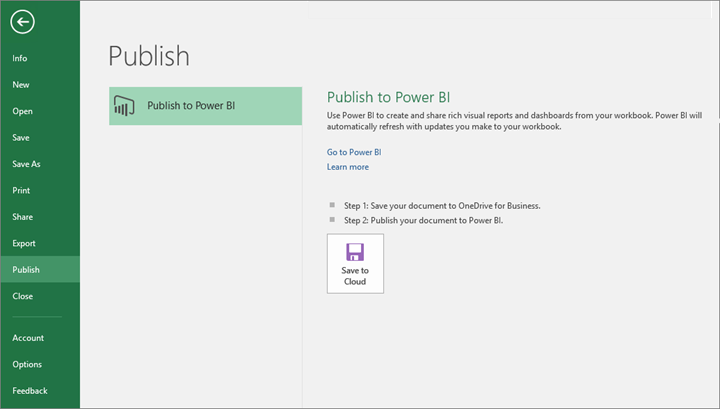 Publish
Info
New
Open
Save
Save As
Print
Share
Export
Publish
Close
Account
Options
Feedback
Publish to Power BI
Publish to Power BI
Use Power BI to create and share rich visual reports and dashboards from your workbook. Power BI will
automatically refresh with updates you make to your workbook.
Go to Power BI
Learn more
Step 1: Save your document to OneDrive for Business.
Step 2: Publish your document to Power BI.
Save to
Cloud